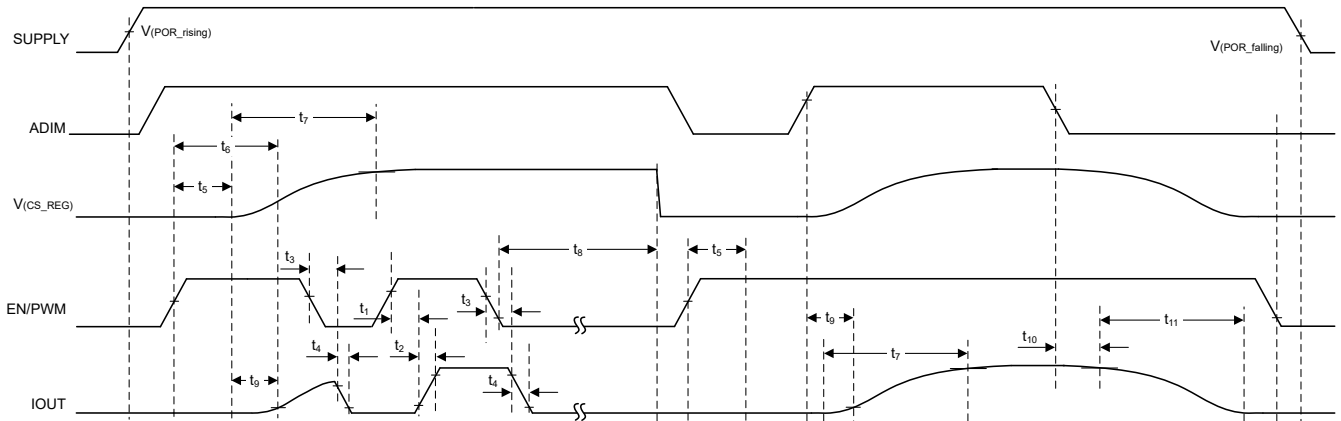 SUPPLY
V(POR_rising)
V(POR_falling)
ADIM
t7
t6
t5
V(CS_REG)
t8
t5
t3
EN/PWM
t1
t3
t9
t11
t4
t2
t10
t7
t4
t9
IOUT